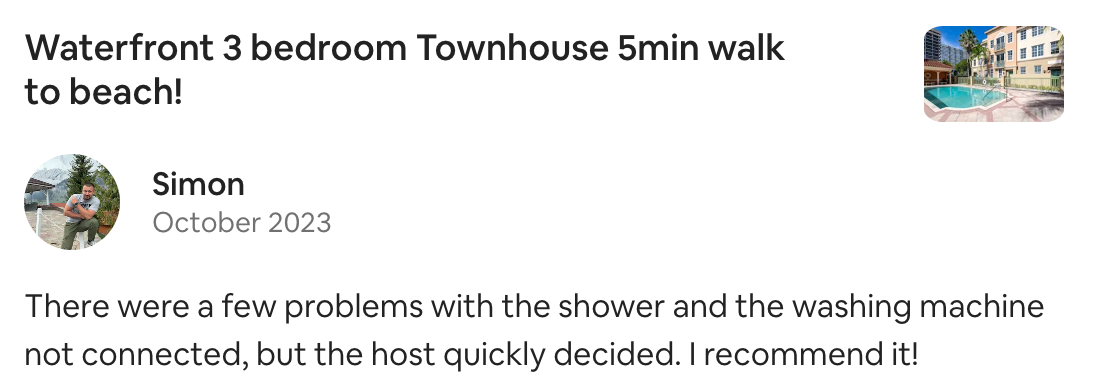 Waterfront 3 bedroom Townhouse 5min walk
to beach!
Simon
October 2023
There were a few problems with the shower and the washing machine
not connected, but the host quickly decided. I recommend it!